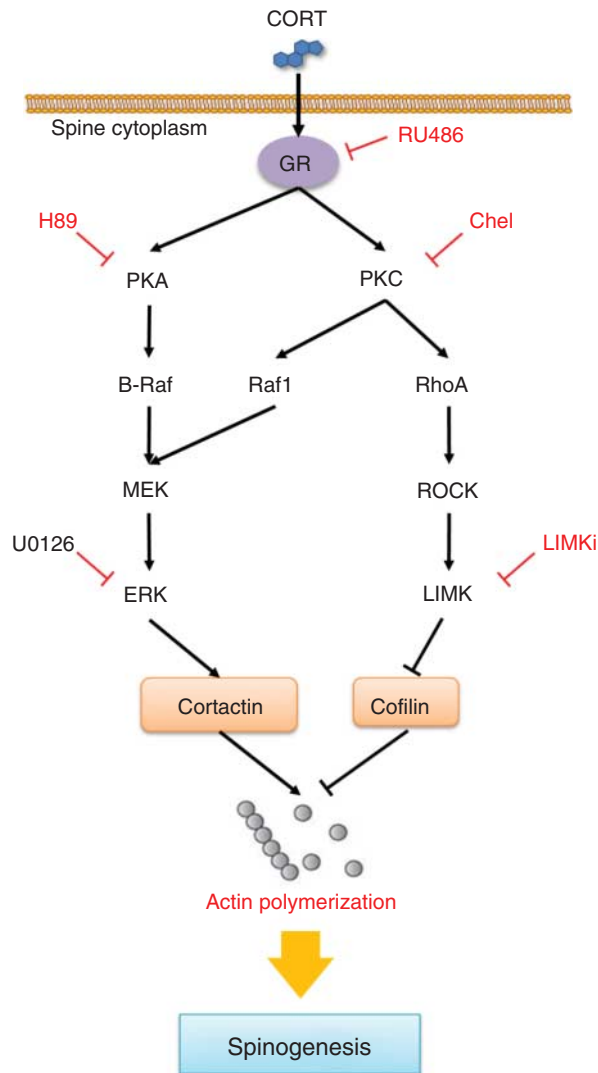 CORT
Spine cytoplasm
GR
RU486
H89
Chel
PKA
PKC
B-Raf
Raf1
RhoA
MEK
ROCK
U0126
LIMKi
ERK
LIMK
Cortactin
Cofilin
Actin polymerization
Spinogenesis